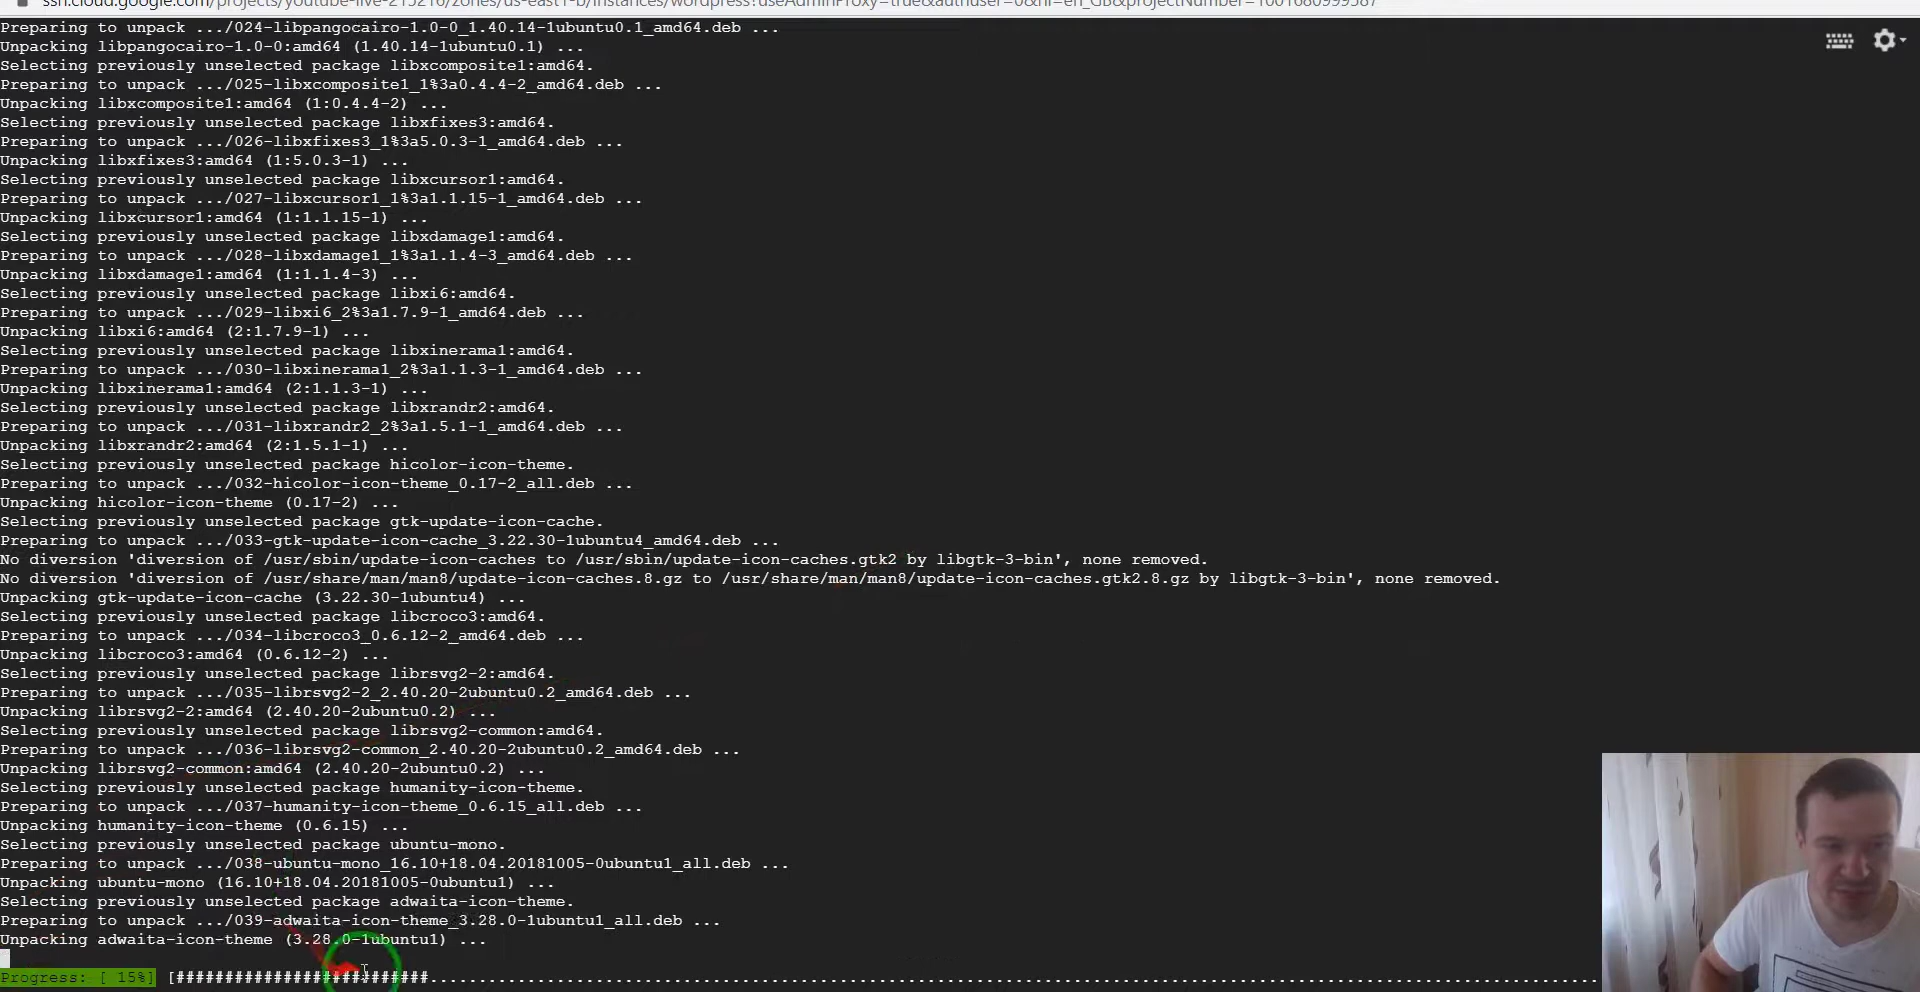 ssh.cloud.google.com/projects/youtube-live-215216/zones/us-east1-b/instances/wordpress?useAdminProxy=true&authuser=0&hl=en_GB&projectNumber=1001680999587
Preparing to unpack .../024-libpangocairo-1.0-0_1.40.14-1ubuntu0.1_amd64.deb ...
Unpacking libpangocairo-1.0-0:amd64 (1.40.14-1ubuntu0.1) ...
Selecting previously unselected package libxcomposite1:amd64.
Preparing to unpack .../025-libxcomposite1_1%3a0.4.4-2_amd64.deb ...
Unpacking libxcomposite1:amd64 (1:0.4.4-2) ...
Selecting previously unselected package libxfixes3:amd64.
Preparing to unpack .../026-libxfixes3_1%3a5.0.3-1_amd64.deb ...
Unpacking libxfixes3:amd64 (1:5.0.3-1) ...
Selecting previously unselected package libxcursor1:amd64.
Preparing to unpack .../027-libxcursor1_1%3a1.1.15-1_amd64.deb ...
Unpacking libxcursor1:amd64 (1:1.1.15-1) ...
Selecting previously unselected package libxdamage1:amd64.
Preparing to unpack .../028-libxdamage1_1%3a1.1.4-3_amd64.deb ...
Unpacking libxdamage1:amd64 (1:1.1.4-3) ...
Selecting previously unselected package libxi6:amd64.
Preparing to unpack .../029-libxi6_2%3a1.7.9-1_amd64.deb ...
Unpacking libxi6:amd64 (2:1.7.9-1) ...
Selecting previously unselected package libxinerama1:amd64.
Preparing to unpack .../030-libxinerama1_2%3a1.1.3-1_amd64.deb ...
Unpacking libxinerama1:amd64 (2:1.1.3-1) ...
Selecting previously unselected package libxrandr2:amd64.
Preparing to unpack .../031-libxrandr2_2%3a1.5.1-1_amd64.deb ...
Unpacking libxrandr2:amd64 (2:1.5.1-1) ...
Selecting previously unselected package hicolor-icon-theme.
Preparing to unpack .../032-hicolor-icon-theme_0.17-2_all.deb ...
Unpacking hicolor-icon-theme (0.17-2) ...
Selecting previously unselected package gtk-update-icon-cache.
Preparing to unpack .../033-gtk-update-icon-cache_3.22.30-1ubuntu4_amd64.deb ...
No diversion 'diversion of /usr/sbin/update-icon-caches to /usr/sbin/update-icon-caches.gtk2 by libgtk-3-bin', none removed.
No diversion 'diversion of /usr/share/man/man8/update-icon-caches.8.gz to /usr/share/man/man8/update-icon-caches.gtk2.8.gz by libgtk-3-bin', none removed.
Unpacking gtk-update-icon-cache (3.22.30-1ubuntu4) ...
Selecting previously unselected package libcroco3:amd64.
Preparing to unpack .../034-libcroco3_0.6.12-2_amd64.deb ...
Unpacking libcroco3:amd64 (0.6.12-2) ...
Selecting previously unselected package librsvg2-2:amd64.
Preparing to unpack .../035-librsvg2-2_2.40.20-2ubuntu0.2_amd64.deb ...
Unpacking librsvg2-2:amd64 (2.40.20-2ubuntu0.2) ...
Selecting previously unselected package librsvg2-common:amd64.
Preparing to unpack .../036-librsvg2-common_2.40.20-2ubuntu0.2_amd64.deb ...
Unpacking librsvg2-common:amd64 (2.40.20-2ubuntu0.2) ...
Selecting previously unselected package humanity-icon-theme.
Preparing to unpack .../037-humanity-icon-theme_0.6.15_all.deb ...
Unpacking humanity-icon-theme (0.6.15) ...
Selecting previously unselected package ubuntu-mono.
Preparing to unpack .../038-ubuntu-mono_16.10+18.04.20181005-0ubuntu1_all.deb ...
Unpacking ubuntu-mono (16.10+18.04.20181005-0ubuntu1) ...
Selecting previously unselected package adwaita-icon-theme.
Preparing to unpack .../039-adwaita-icon-theme_3.28.0-1ubuntu1_all.deb ...
Unpacking adwaita-icon-theme (3.28.0-1ubuntu1) ...
Progress: [ 15%] [##########################........................................................................................................................